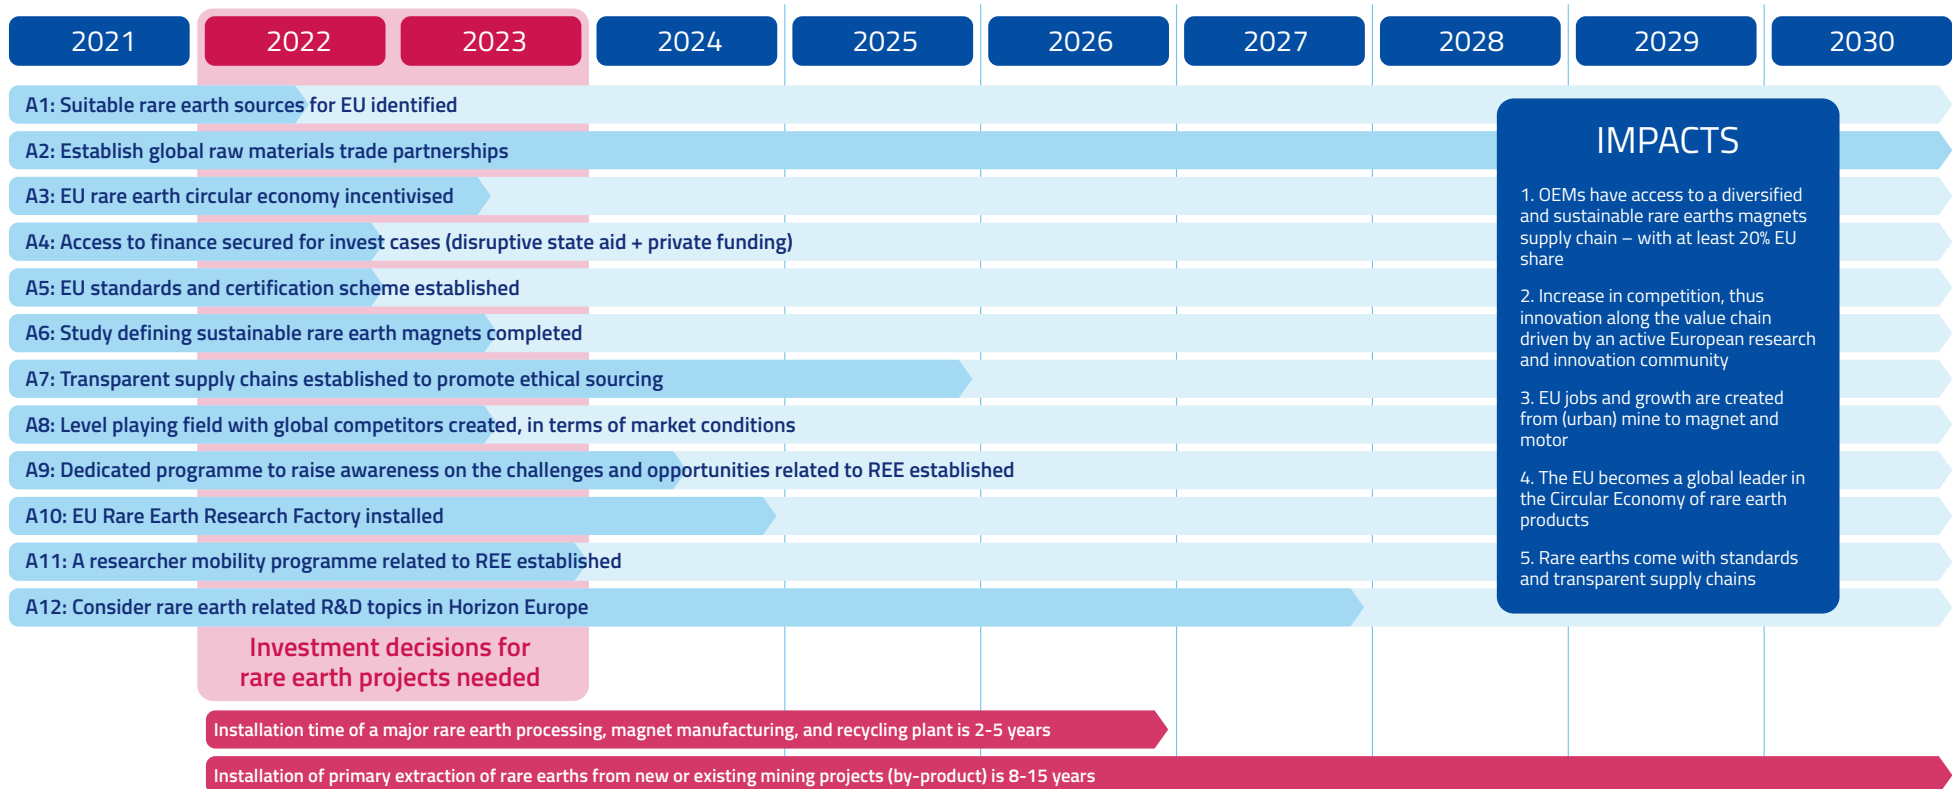 2021 2022 2023 2024 2025 2026 2027 2028 2029 2030
A1: Suitable rare earth sources for EU identified
A2: Establish global raw materials trade partnerships
A3: EU rare earth circular economy incentivised
A4: Access to finance secured for invest cases (disruptive state aid + private funding)
A5: EU standards and certification scheme established
A6: Study defining sustainable rare earth magnets completed
A7: Transparent supply chains established to promote ethical sourcing
A8: Level playing field with global competitors created, in terms of market conditions
A9: Dedicated programme to raise awareness on the challenges and opportunities related to REE established
A10: EU Rare Earth Research Factory installed
A11: A researcher mobility programme related to REE established
A12: Consider rare earth related R&D topics in Horizon Europe
IMPACTS
1. OEMs have access to a diversified
and sustainable rare earths magnets
supply chain – with at least 20% EU
share
2. Increase in competition, thus
innovation along the value chain
driven by an active European research
and innovation community
3. EU jobs and growth are created
from (urban) mine to magnet and
motor
4. The EU becomes a global leader in
the Circular Economy of rare earth
products
5. Rare earths come with standards
and transparent supply chains
Investment decisions for
rare earth projects needed
Installation time of a major rare earth processing, magnet manufacturing, and recycling plant is 2-5 years
Installation of primary extraction of rare earths from new or existing mining projects (by-product) is 8-15 years